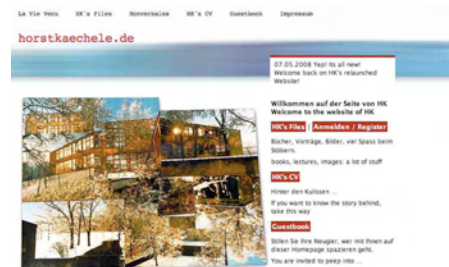 La Vie Venu HK's Files Nonverbales HK's CV Guestbook Impressum
horstkaechele.de
07.05.2008 Yep! Its all new!
Welcome back on HK's relaunched
Website!
Willkommen auf der Seite von HK
Welcome to the website of HK
HK's Files | Anmelden / Register
Bücher, Vorträge, Bilder, viel Spass beim
Stöbern.
books, lectures, images: a lot of stuff
HK's CV
Hinter den Kulissen ...
If you want to know the story behind,
take this way
Guestbook
Stillen Sie Ihre Neugier, wer mit Ihnen auf
dieser Homepage spazieren geht.
You are invited to peep into ...